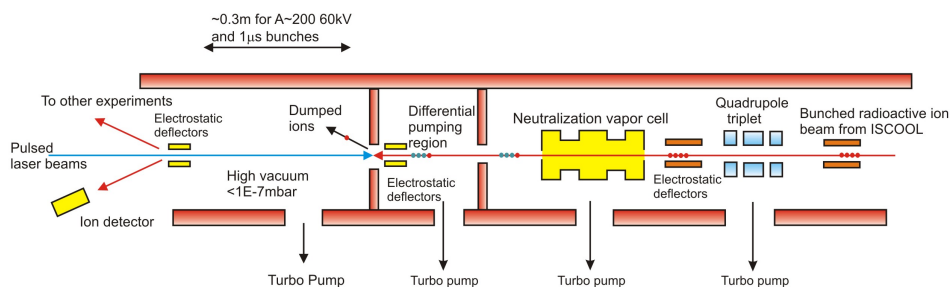 ~0.3m for A~200 60kV
and 1μs bunches
To other experiments
Electrostatic
deflectors
Dumped
ions
Differential
pumping
region
Neutralization vapor cell
Quadrupole
triplet
Bunched radioactive ion
beam from ISCOOL
Pulsed
laser beams
High vacuum
<1E-7mbar
Electrostatic
deflectors
Electrostatic
deflectors
Ion detector
Turbo Pump
Turbo pump
Turbo pump
Turbo pump